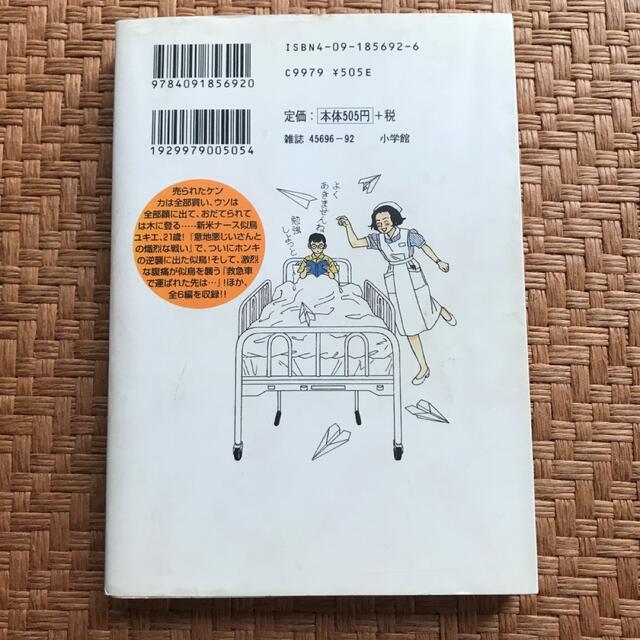 9784091856920
1929979005054
ISBN4-09-185692-6
C9979 ¥505E
定価：本体505円+税
雑誌 45696-92 小学館
売られたケン
カは全部買い、ウソは
全部顔に出て、おだてられて
は木に登る……新米ナース似鳥
ユキエ、21歳！「意地悪じいさんと
の熾烈な戦い」で、ついにホンキ
の逆襲に出た似鳥！そして、激烈
な腹痛が似鳥を襲う「救急車
で運ばれた先は…」！ほか、
全6編を収録！！
よく
あきませんね
勉強
しよっと